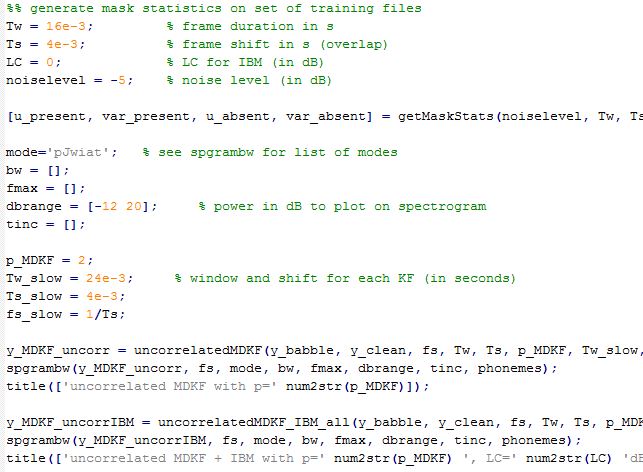 %% generate mask statistics on set of training files
Tw = 16e-3; % frame duration in s
Ts = 4e-3; % frame shift in s (overlap)
LC = 0; % LC for IBM (in dB)
noiselevel = -5; % noise level (in dB)
[u_present, var_present, u_absent, var_absent] = getMaskStats(noiselevel, Tw, Ts
mode='pJwiat'; % see spgrambw for list of modes
bw = [];
fmax = [];
dbrange = [-12 20]; % power in dB to plot on spectrogram
tinc = [];
p_MDKF = 2;
Tw_slow = 24e-3; % window and shift for each KF (in seconds)
Ts_slow = 4e-3;
fs_slow = 1/Ts;
y_MDKF_uncorr = uncorrelatedMDKF(y_babble, y_clean, fs, Tw, Ts, p_MDKF, Tw_slow,
spgrambw(y_MDKF_uncorr, fs, mode, bw, fmax, dbrange, tinc, phonemes);
title(['uncorrelated MDKF with p=' num2str(p_MDKF)]);
y_MDKF_uncorrIBM = uncorrelatedMDKF_IBM_all(y_babble, y_clean, fs, Tw, Ts, p_MDK
spgrambw(y_MDKF_uncorrIBM, fs, mode, bw, fmax, dbrange, tinc, phonemes);
title(['uncorrelated MDKF + IBM with p=' num2str(p_MDKF) ', LC=' num2str(LC) 'dB